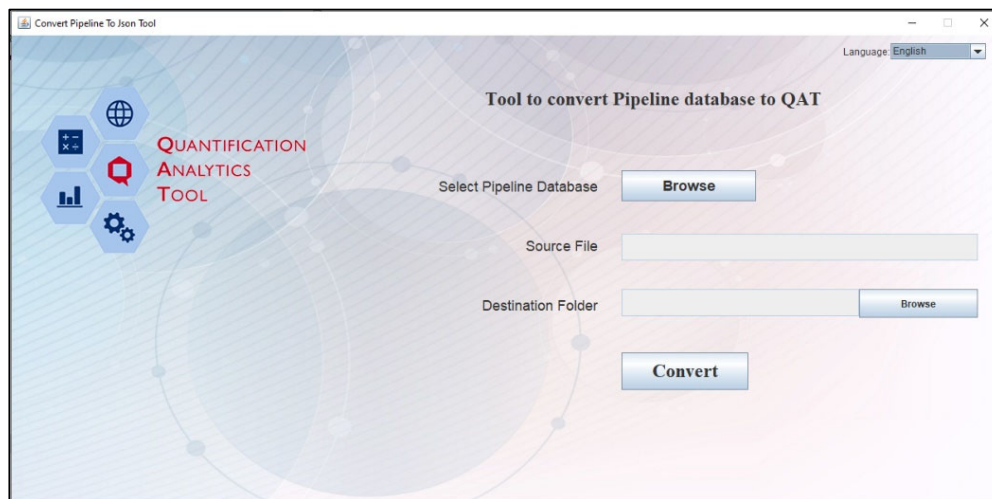 Convert Pipeline To Json Tool
Language: English
Tool to convert Pipeline database to QAT
QUANTIFICATION
ANALYTICS
TOOL
Select Pipeline Database Browse
Source File
Destination Folder Browse
Convert